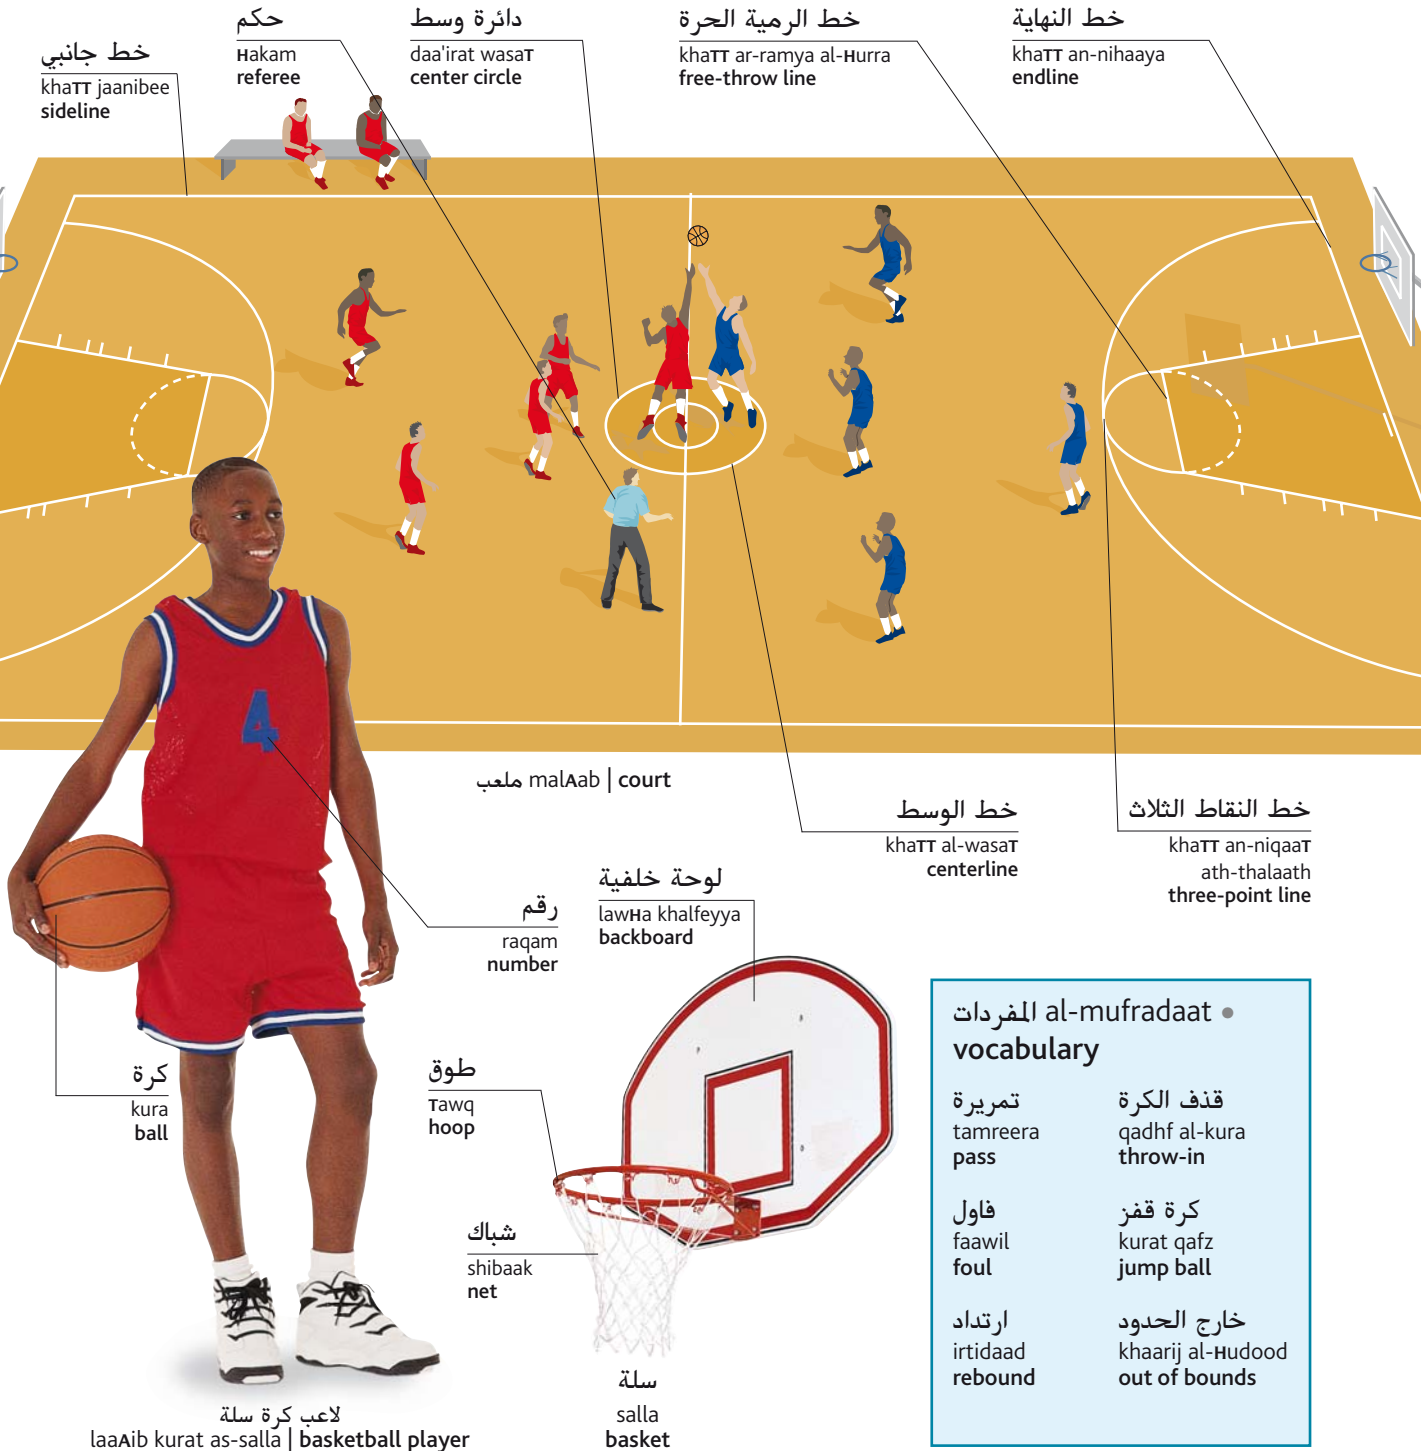 خط جانبي
khaTT jaanibee
sideline
حكم
Hakam
referee
دائرة وسط
daa'irat wasaT
center circle
خط الرمية الحرة
khaTT ar-ramya al-Hurra
free-throw line
خط النهاية
khaTT an-nihaaya
endline
4
ملعب malAab | court
خط الوسط
khaTT al-wasaT
centerline
خط النقاط الثلاث
khaTT an-niqaaT
ath-thalaath
three-point line
رقم
raqam
number
لوحة خلفية
lawHa khalfeyya
backboard
كرة
kura
ball
طوق
Tawq
hoop
شباك
shibaak
net
سلة
salla
basket
لاعب كرة سلة
laaAib kurat as-salla | basketball player
المفردات al-mufradaat •
vocabulary
تمريرة
tamreera
pass
قذف الكرة
qadhf al-kura
throw-in
فاول
faawil
foul
كرة قفز
kurat qafz
jump ball
ارتداد
irtidaad
rebound
خارج الحدود
khaarij al-Hudood
out of bounds